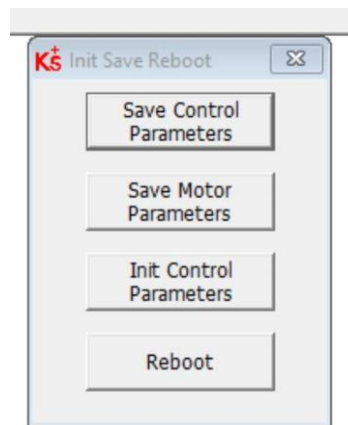 Ks Init Save Reboot
Save Control
Parameters
Save Motor
Parameters
Init Control
Parameters
Reboot